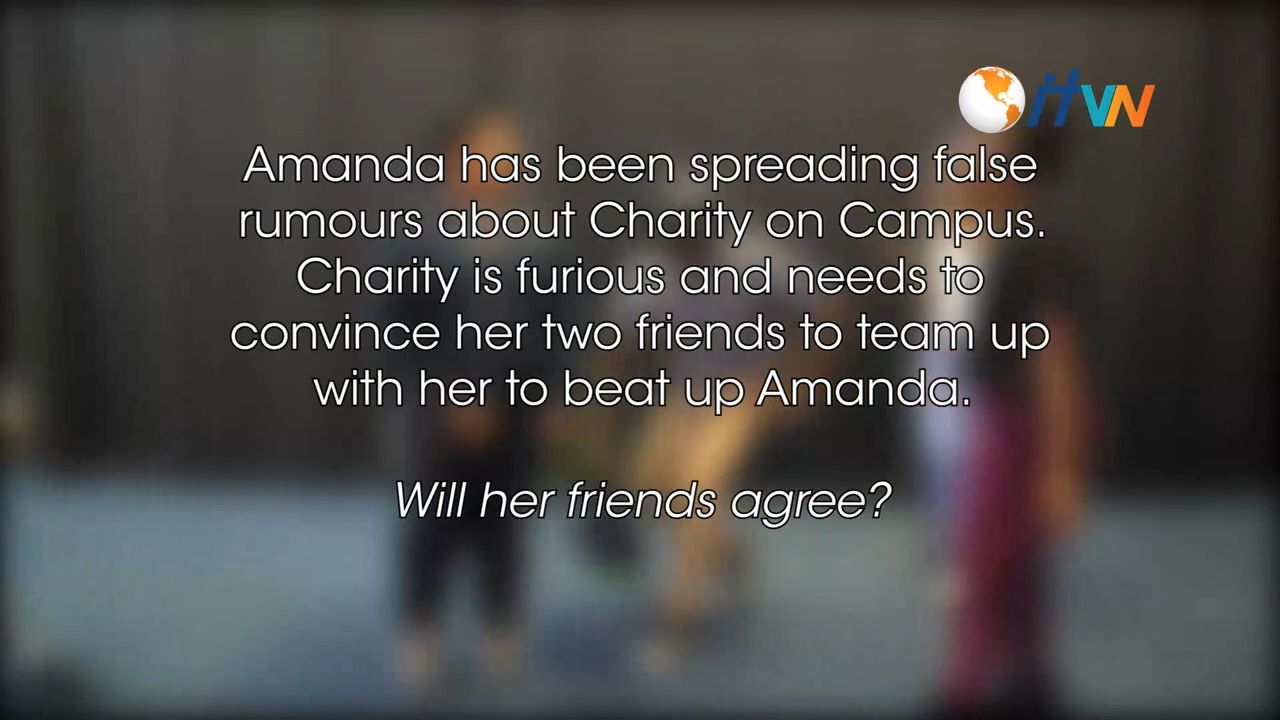 itVN
Amanda has been spreading false
rumours about Charity on Campus.
Charity is furious and needs to
convince her two friends to team up
with her to beat up Amanda.
Will her friends agree?